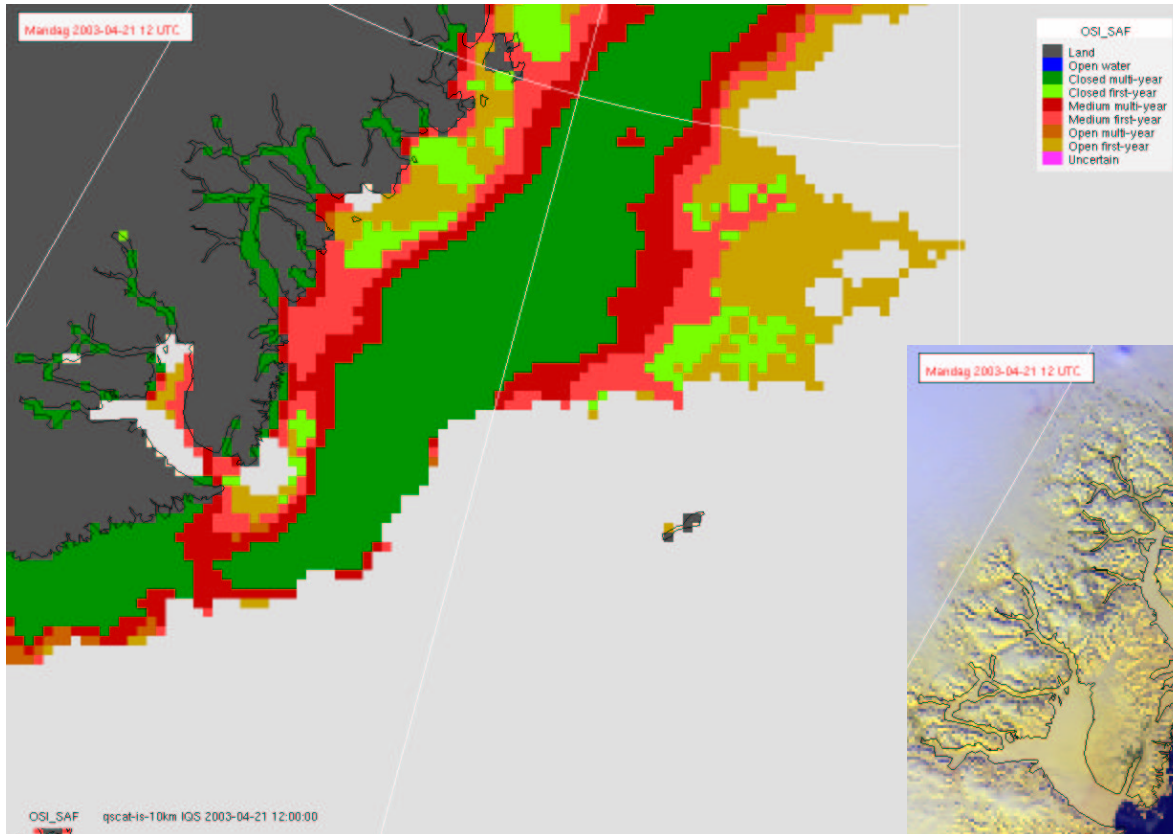 Mandag 2003-04-21 12 UTC
OSI_SAF
Land
Open water
Closed multi-year
Closed first-year
Medium multi-year
Medium first-year
Open multi-year
Open first-year
Uncertain
Mandag 2003-04-21 12 UTC
OSI_SAF qscat-is-10km IQS 2003-04-21 12:00:00